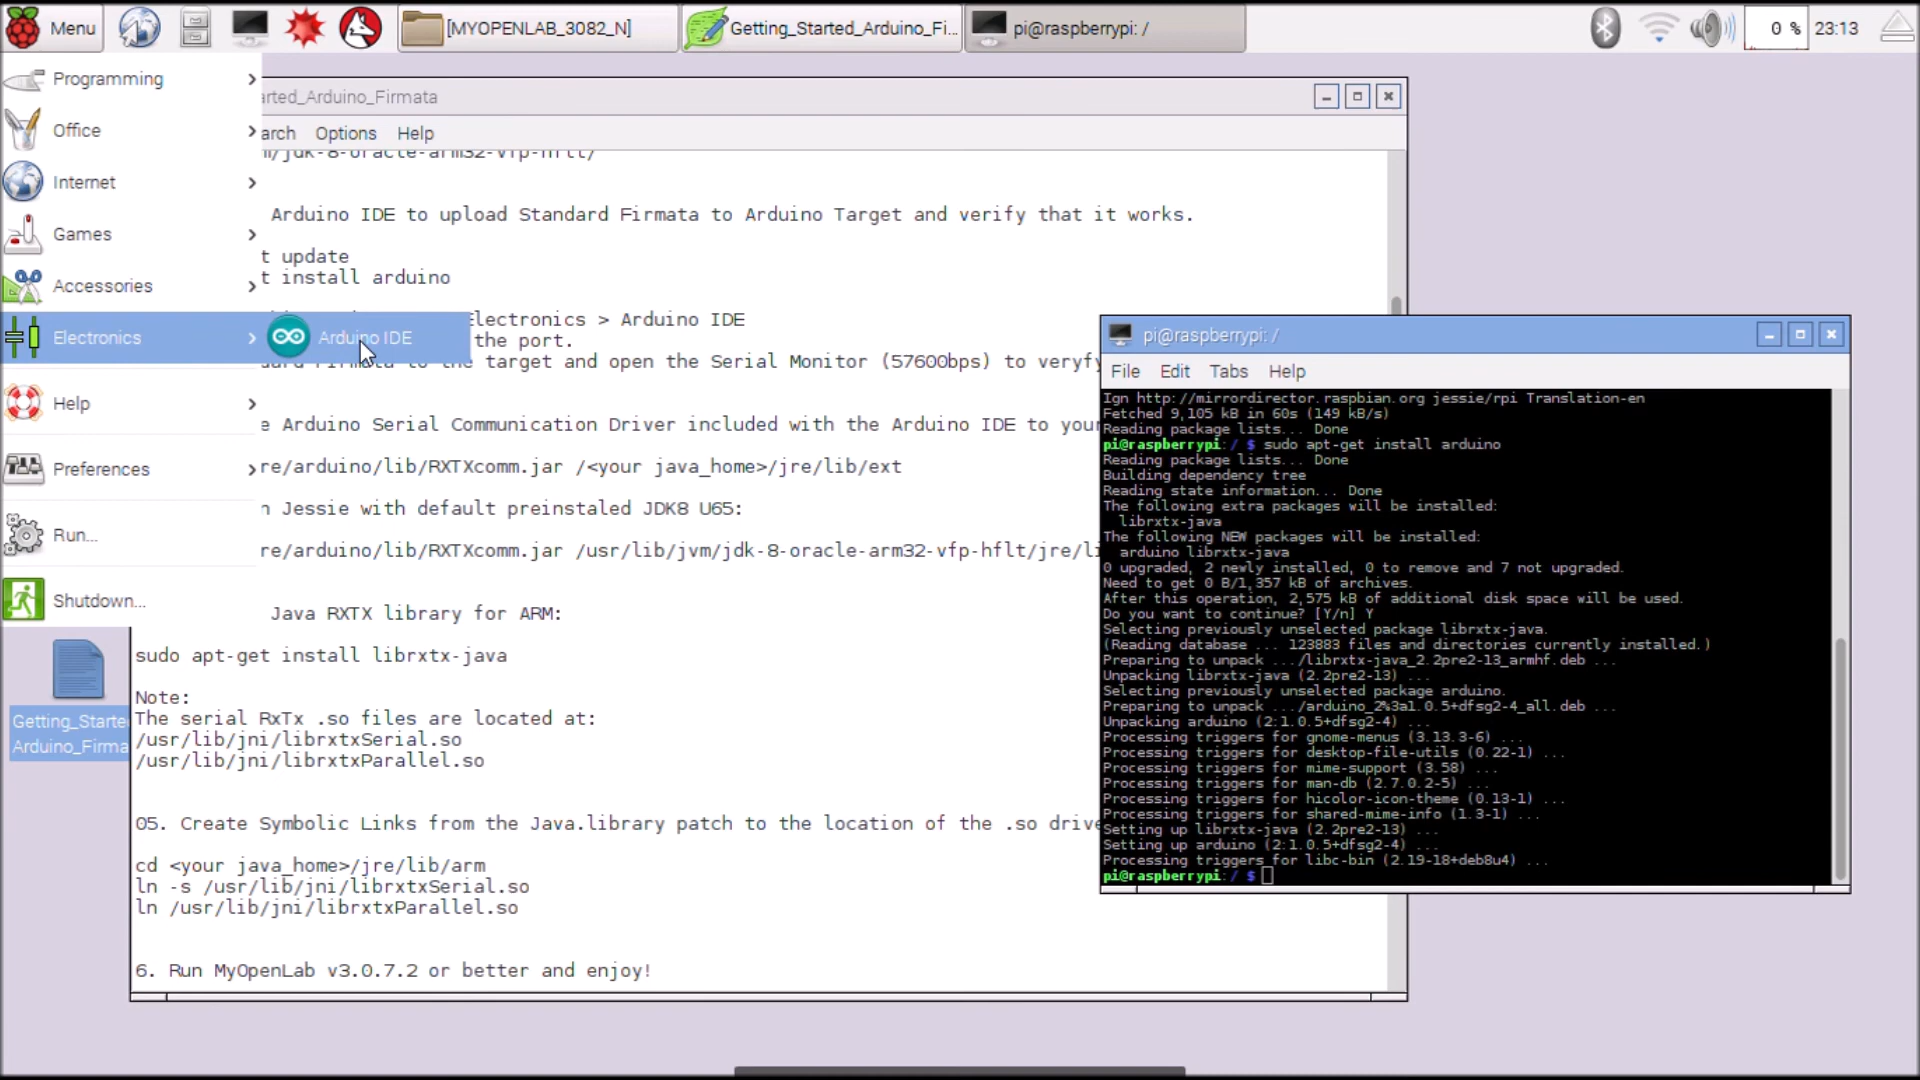 Menu
[MYOPENLAB_3082_N]
Getting_Started_Arduino_Fi...
pi@raspberrypi: /
0 %
23:13
Programming
Office
Internet
Games
Accessories
Electronics
Arduino IDE
Help
Preferences
Run...
Shutdown...
Getting_Starte
Arduino_Firma
arted_Arduino_Firmata
arch Options Help
/jdk-8-oracle-arm32-vfp-hflt/
Arduino IDE to upload Standard Firmata to Arduino Target and verify that it works.
t update
t install arduino
Electronics > Arduino IDE
the port.
target and open the Serial Monitor (57600bps) to veryfy
e Arduino Serial Communication Driver included with the Arduino IDE to your
re/arduino/lib/RXTXcomm.jar /<your java_home>/jre/lib/ext
n Jessie with default preinstaled JDK8 U65:
re/arduino/lib/RXTXcomm.jar /usr/lib/jvm/jdk-8-oracle-arm32-vfp-hflt/jre/li
Java RXTX library for ARM:
sudo apt-get install librxtx-java
Note:
The serial RxTx .so files are located at:
/usr/lib/jni/librxtxSerial.so
/usr/lib/jni/librxtxParallel.so
05. Create Symbolic Links from the Java.library patch to the location of the .so drive
cd <your java_home>/jre/lib/arm
ln -s /usr/lib/jni/librxtxSerial.so
ln /usr/lib/jni/librxtxParallel.so
6. Run MyOpenLab v3.0.7.2 or better and enjoy!
pi@raspberrypi: /
File Edit Tabs Help
Ign http://mirrordirector.raspbian.org jessie/rpi Translation-en
Fetched 9,105 kB in 60s (149 kB/s)
Reading package lists... Done
pi@raspberrypi:/ $ sudo apt-get install arduino
Reading package lists... Done
Building dependency tree
Reading state information... Done
The following extra packages will be installed:
librxtx-java
The following NEW packages will be installed:
arduino librxtx-java
0 upgraded, 2 newly installed, 0 to remove and 7 not upgraded.
Need to get 0 B/1,357 kB of archives.
After this operation, 2,575 kB of additional disk space will be used.
Do you want to continue? [Y/n] Y
Selecting previously unselected package librxtx-java.
(Reading database ... 123883 files and directories currently installed.)
Preparing to unpack .../librxtx-java_2.2pre2-13_armhf.deb ...
Unpacking librxtx-java (2.2pre2-13) ...
Selecting previously unselected package arduino.
Preparing to unpack .../arduino_2%3a1.0.5+dfsg2-4_all.deb ...
Unpacking arduino (2:1.0.5+dfsg2-4) ...
Processing triggers for gnome-menus (3.13.3-6) ...
Processing triggers for desktop-file-utils (0.22-1) ...
Processing triggers for mime-support (3.58) ...
Processing triggers for man-db (2.7.0.2-5) ...
Processing triggers for hicolor-icon-theme (0.13-1) ...
Processing triggers for shared-mime-info (1.3-1) ...
Setting up librxtx-java (2.2pre2-13) ...
Setting up arduino (2:1.0.5+dfsg2-4) ...
Processing triggers for libc-bin (2.19-18+deb8u4) ...
pi@raspberrypi:/ $